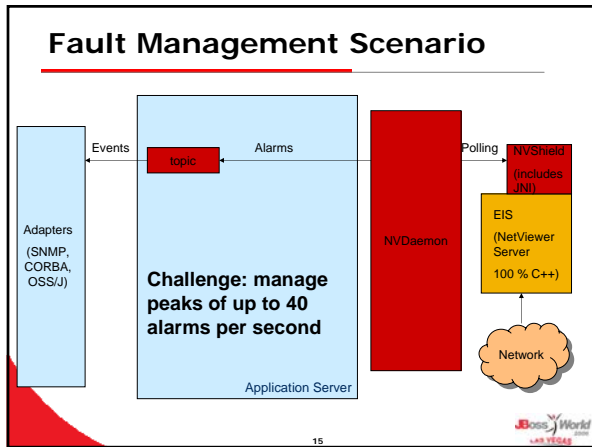 Fault Management Scenario
Events
topic
Alarms
Polling
NVShield
(includes
JNI)
Adapters
(SNMP,
CORBA,
OSS/J)
NVDaemon
EIS
(NetViewer
Server
100 % C++)
Challenge: manage
peaks of up to 40
alarms per second
Network
Application Server
15
JBoss World
LAS VEGAS